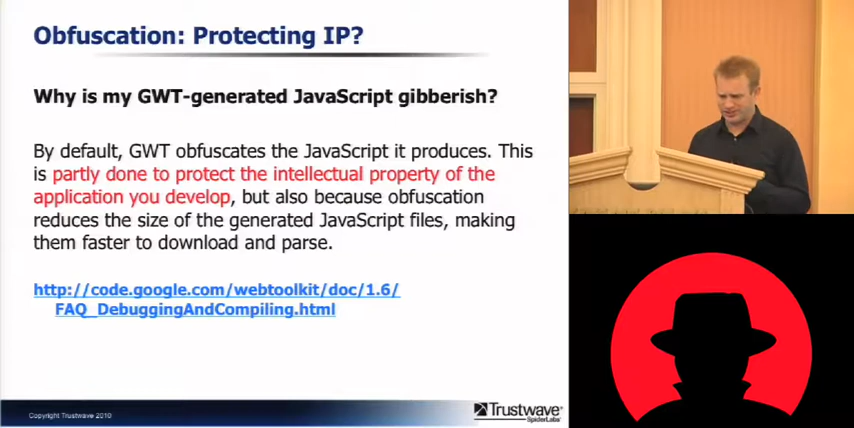 Obfuscation: Protecting IP?
Why is my GWT-generated JavaScript gibberish?
By default, GWT obfuscates the JavaScript it produces. This
is partly done to protect the intellectual property of the
application you develop, but also because obfuscation
reduces the size of the generated JavaScript files, making
them faster to download and parse.
http://code.google.com/webtoolkit/doc/1.6/
FAQ_DebuggingAndCompiling.html
Copyright Trustwave 2010
Trustwave®
SpiderLabs®